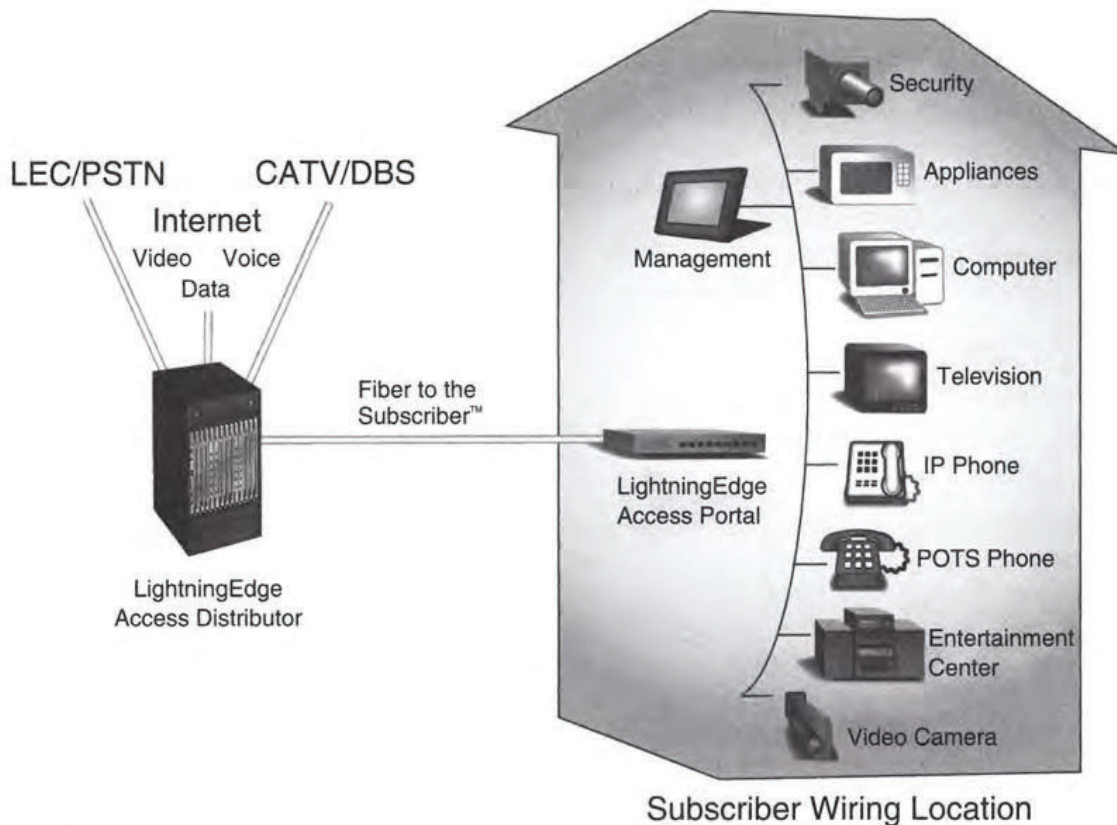 LEC/PSTN
CATV/DBS
Internet
Video Voice
Data
Fiber to the
Subscriber™
LightningEdge
Access Distributor
LightningEdge
Access Portal
Management
Security
Appliances
Computer
Television
IP Phone
POTS Phone
Entertainment
Center
Video Camera
Subscriber Wiring Location